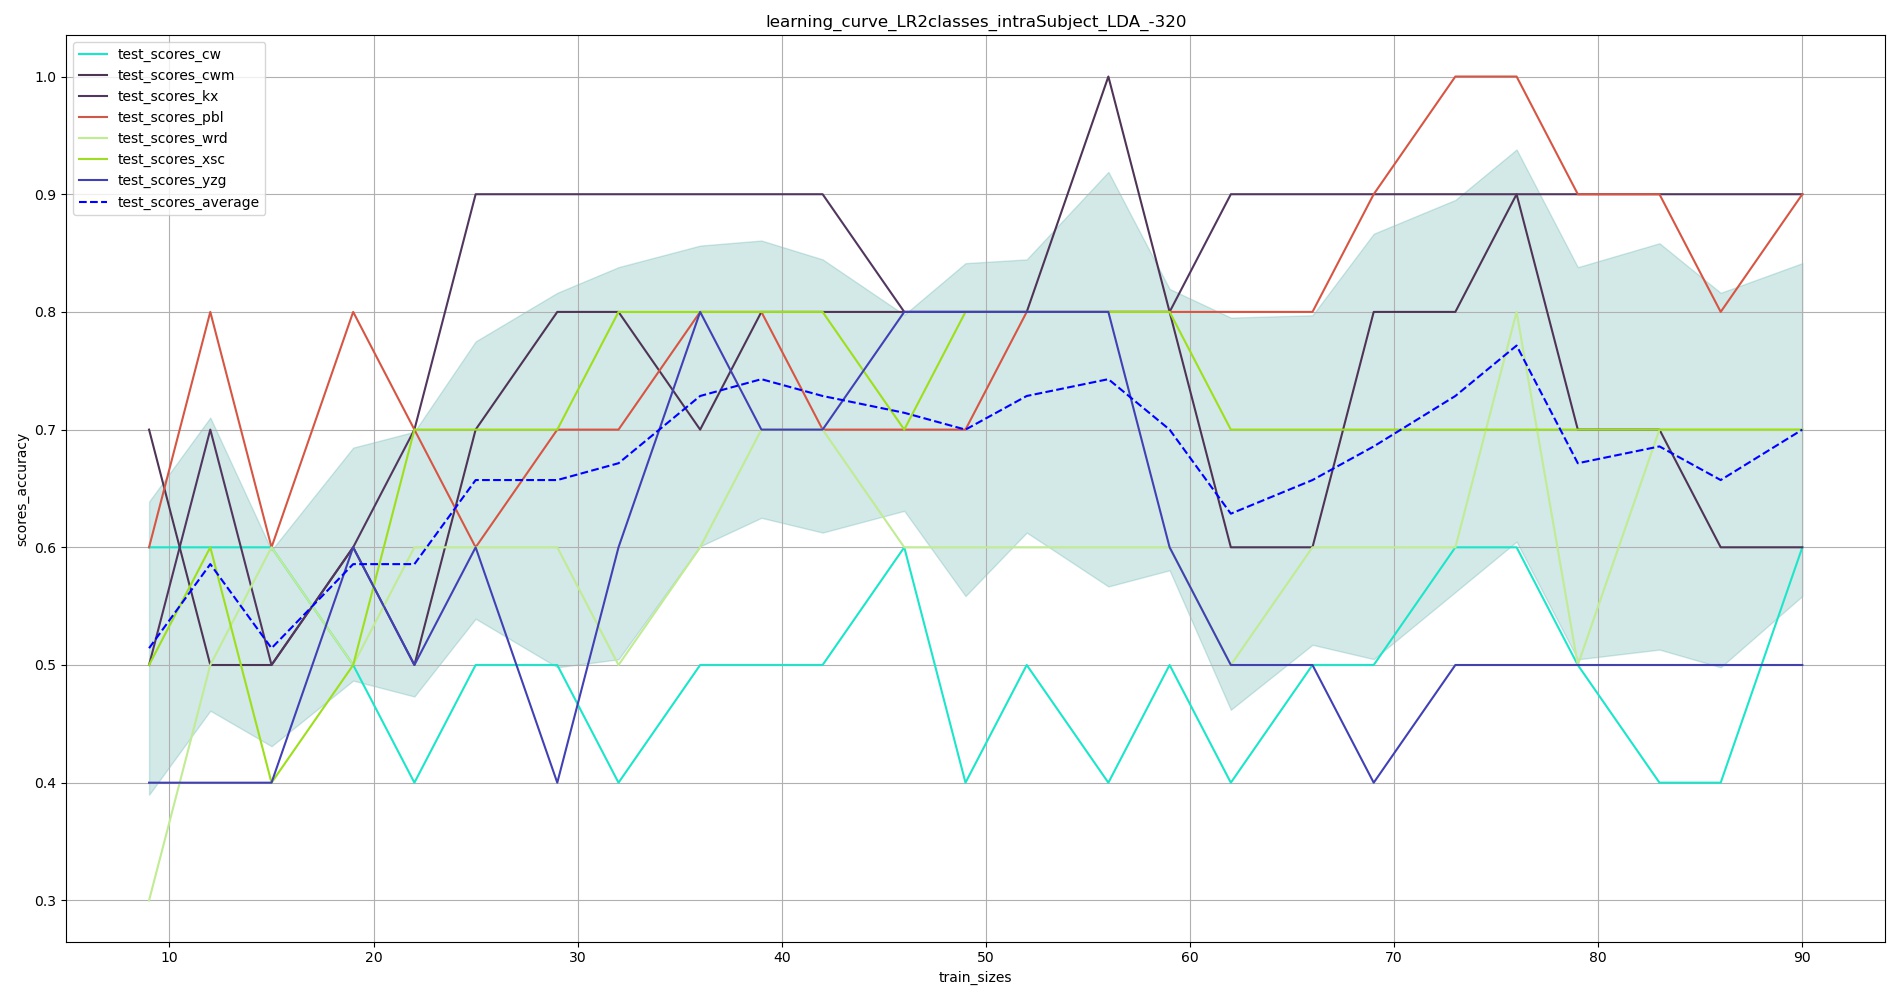 learning_curve_LR2classes_intraSubject_LDA_-320
test_scores_cw
test_scores_cwm
test_scores_kx
test_scores_pbl
test_scores_wrd
test_scores_xsc
test_scores_yzg
test_scores_average
1.0
0.9
0.8
0.7
0.6
0.5
0.4
0.3
scores_accuracy
10 20 30 40 50 60 70 80 90
train_sizes